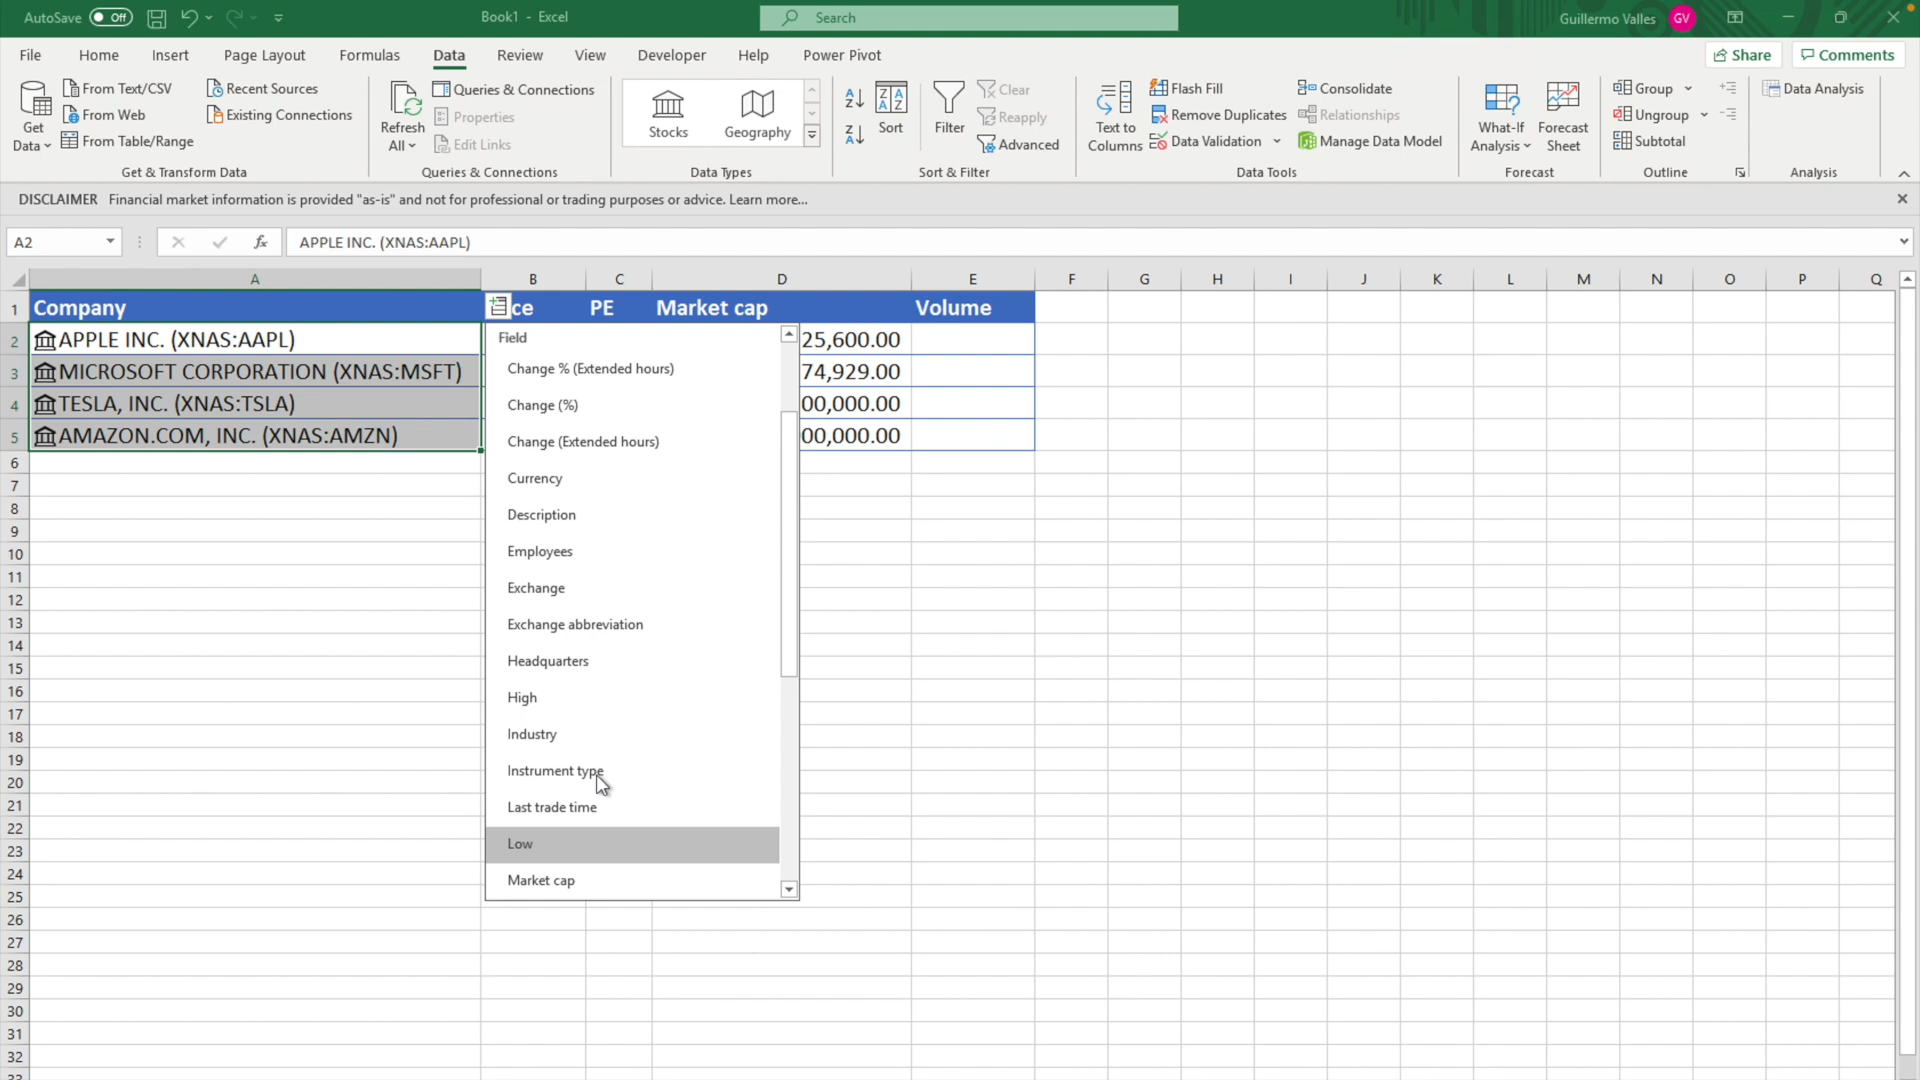 AutoSave Off Book1 - Excel Search Guillermo Valles GV
File Home Insert Page Layout Formulas Data Review View Developer Help Power Pivot Share Comments
Get Data
From Text/CSV
From Web
From Table/Range
Recent Sources
Existing Connections
Get & Transform Data
Refresh All
Queries & Connections
Properties
Edit Links
Queries & Connections
Stocks
Geography
Data Types
Sort
Filter
Clear
Reapply
Advanced
Sort & Filter
Text to Columns
Flash Fill
Remove Duplicates
Data Validation
Consolidate
Relationships
Manage Data Model
Data Tools
What-If Analysis
Forecast Sheet
Forecast
Group
Ungroup
Subtotal
Outline
Data Analysis
Analysis
DISCLAIMER Financial market information is provided "as-is" and not for professional or trading purposes or advice. Learn more...
A2 fx APPLE INC. (XNAS:AAPL)
A B C D E F G H I J K L M N O P Q
1 Company ce PE Market cap Volume
2 APPLE INC. (XNAS:AAPL) 25,600.00
3 MICROSOFT CORPORATION (XNAS:MSFT) 74,929.00
4 TESLA, INC. (XNAS:TSLA) 00,000.00
5 AMAZON.COM, INC. (XNAS:AMZN) 00,000.00
Field
Change % (Extended hours)
Change (%)
Change (Extended hours)
Currency
Description
Employees
Exchange
Exchange abbreviation
Headquarters
High
Industry
Instrument type
Last trade time
Low
Market cap
6
7
8
9
10
11
12
13
14
15
16
17
18
19
20
21
22
23
24
25
26
27
28
29
30
31
32